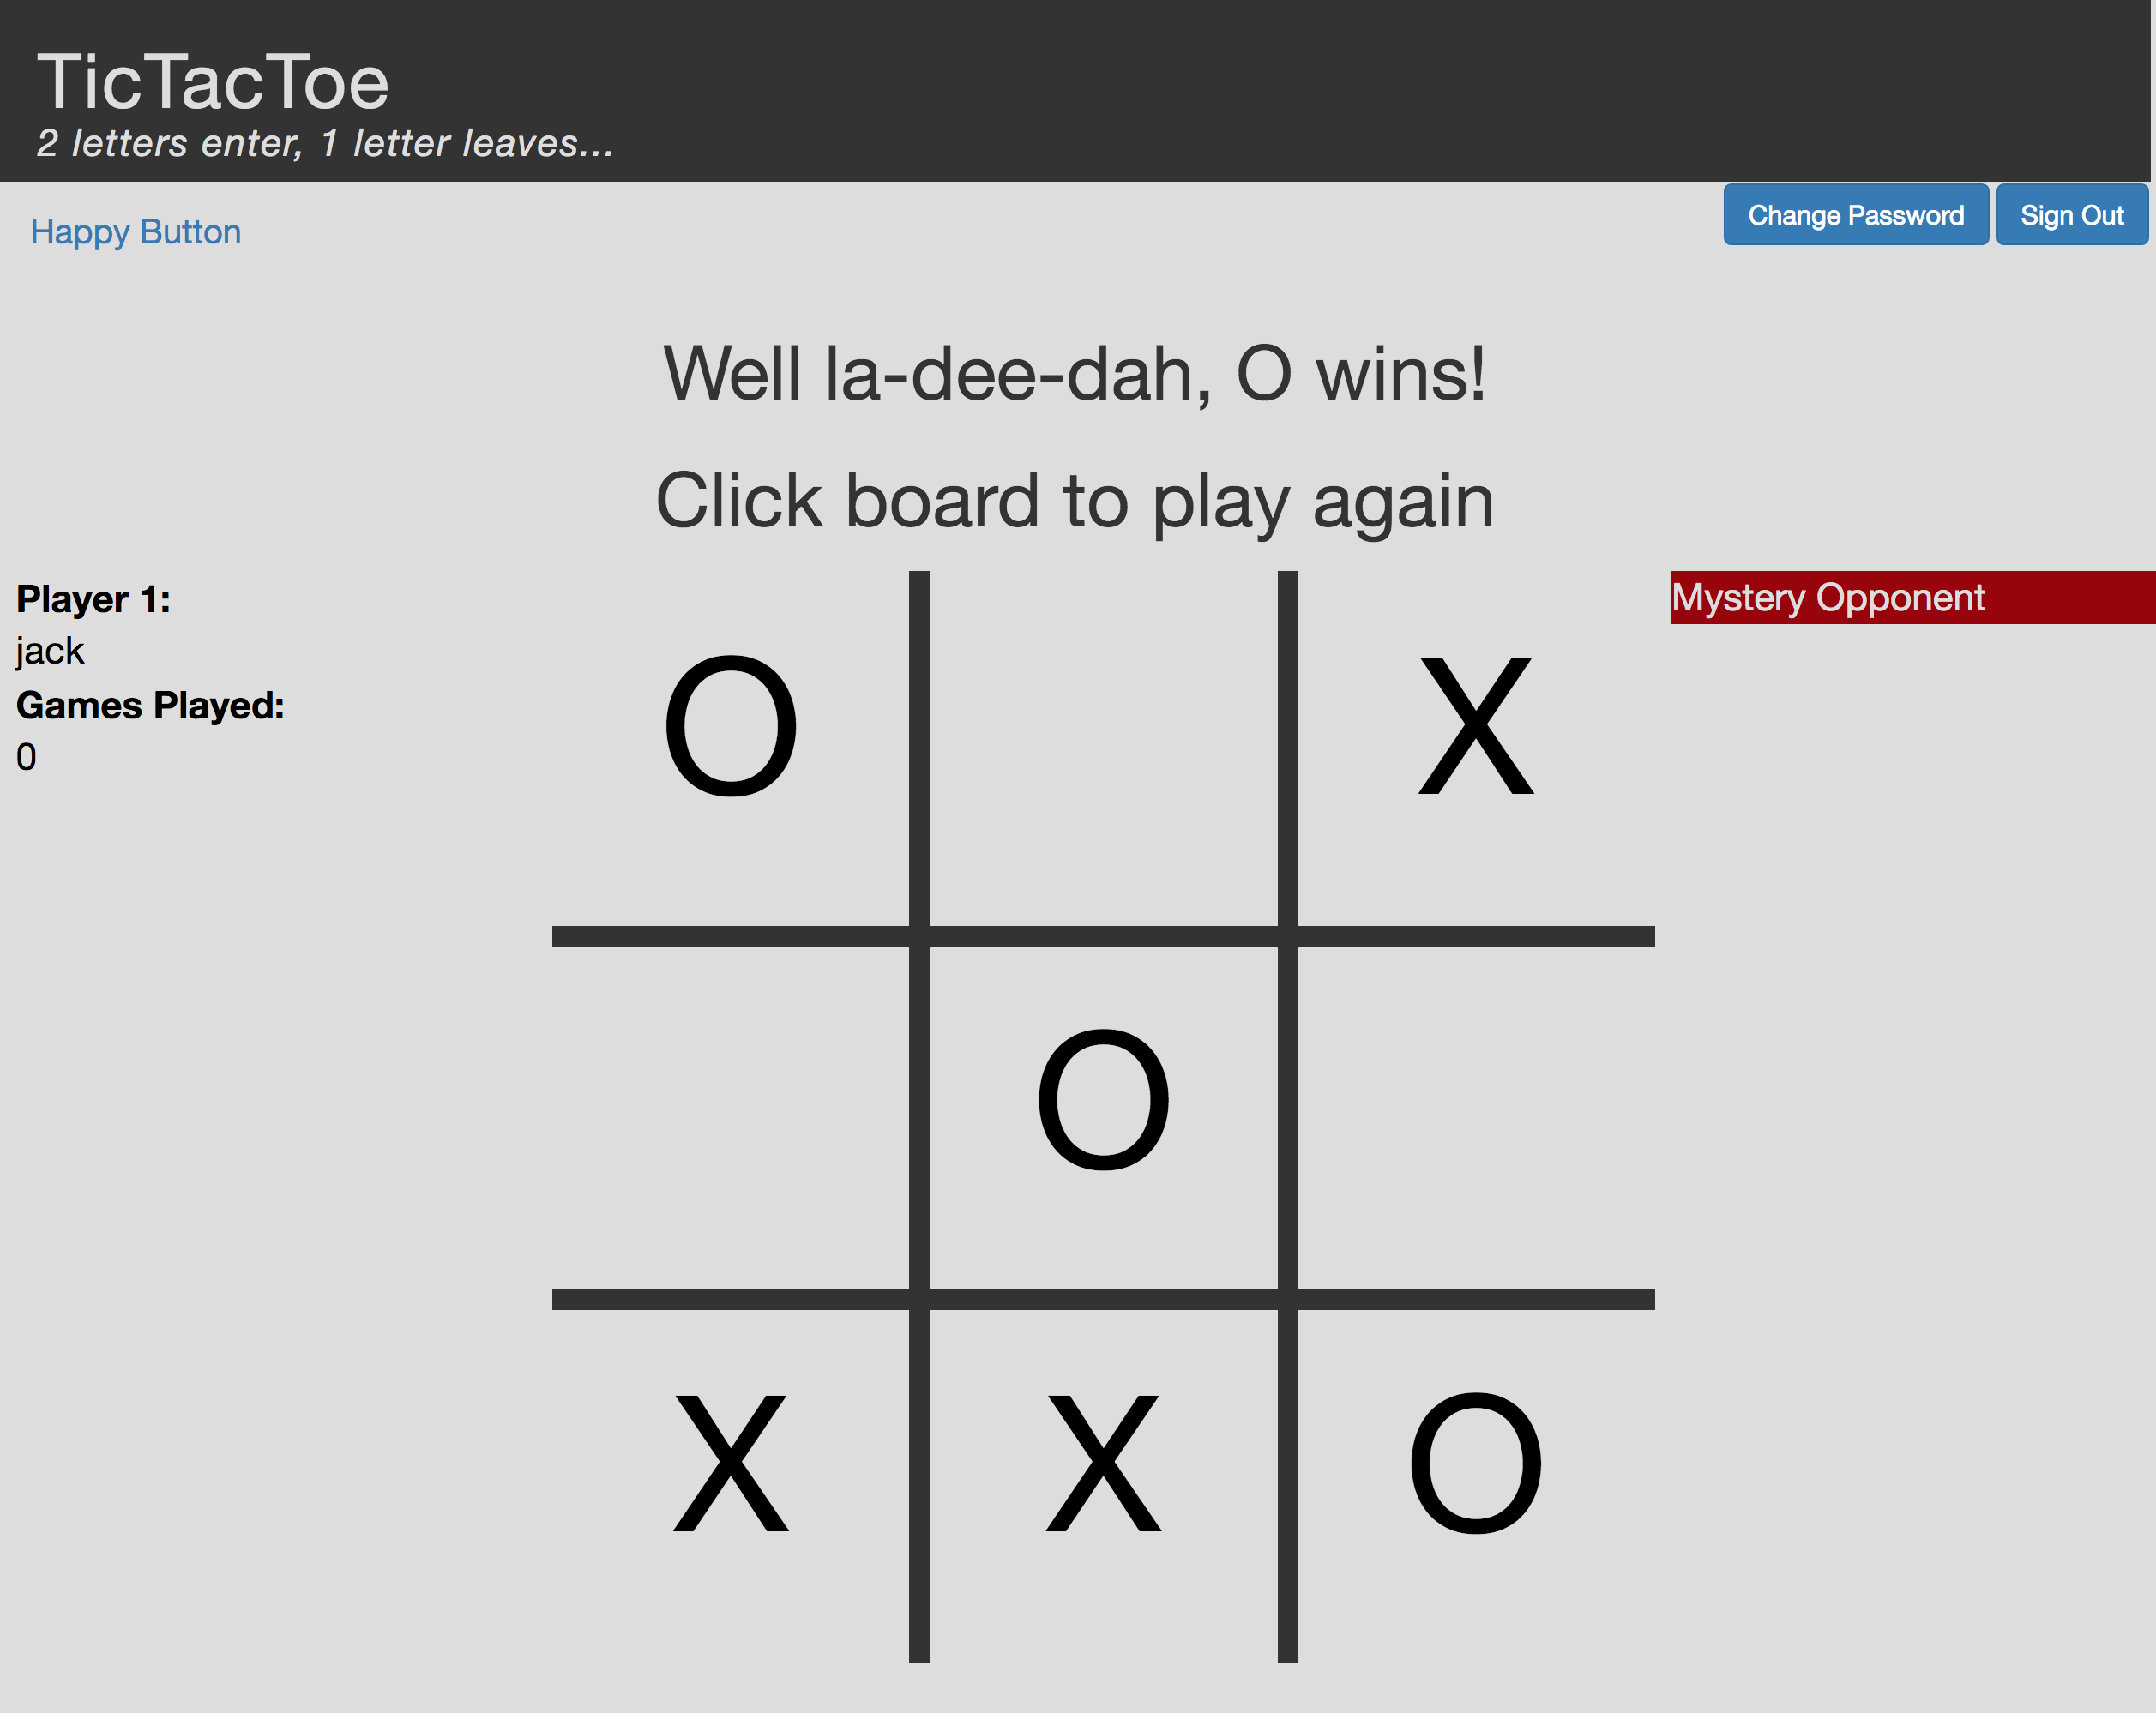 TicTacToe
2 letters enter, 1 letter leaves...
Happy Button
Change Password
Sign Out
Well la-dee-dah, O wins!
Click board to play again
Player 1:
jack
Games Played:
0
Mystery Opponent
O X
O
X X O